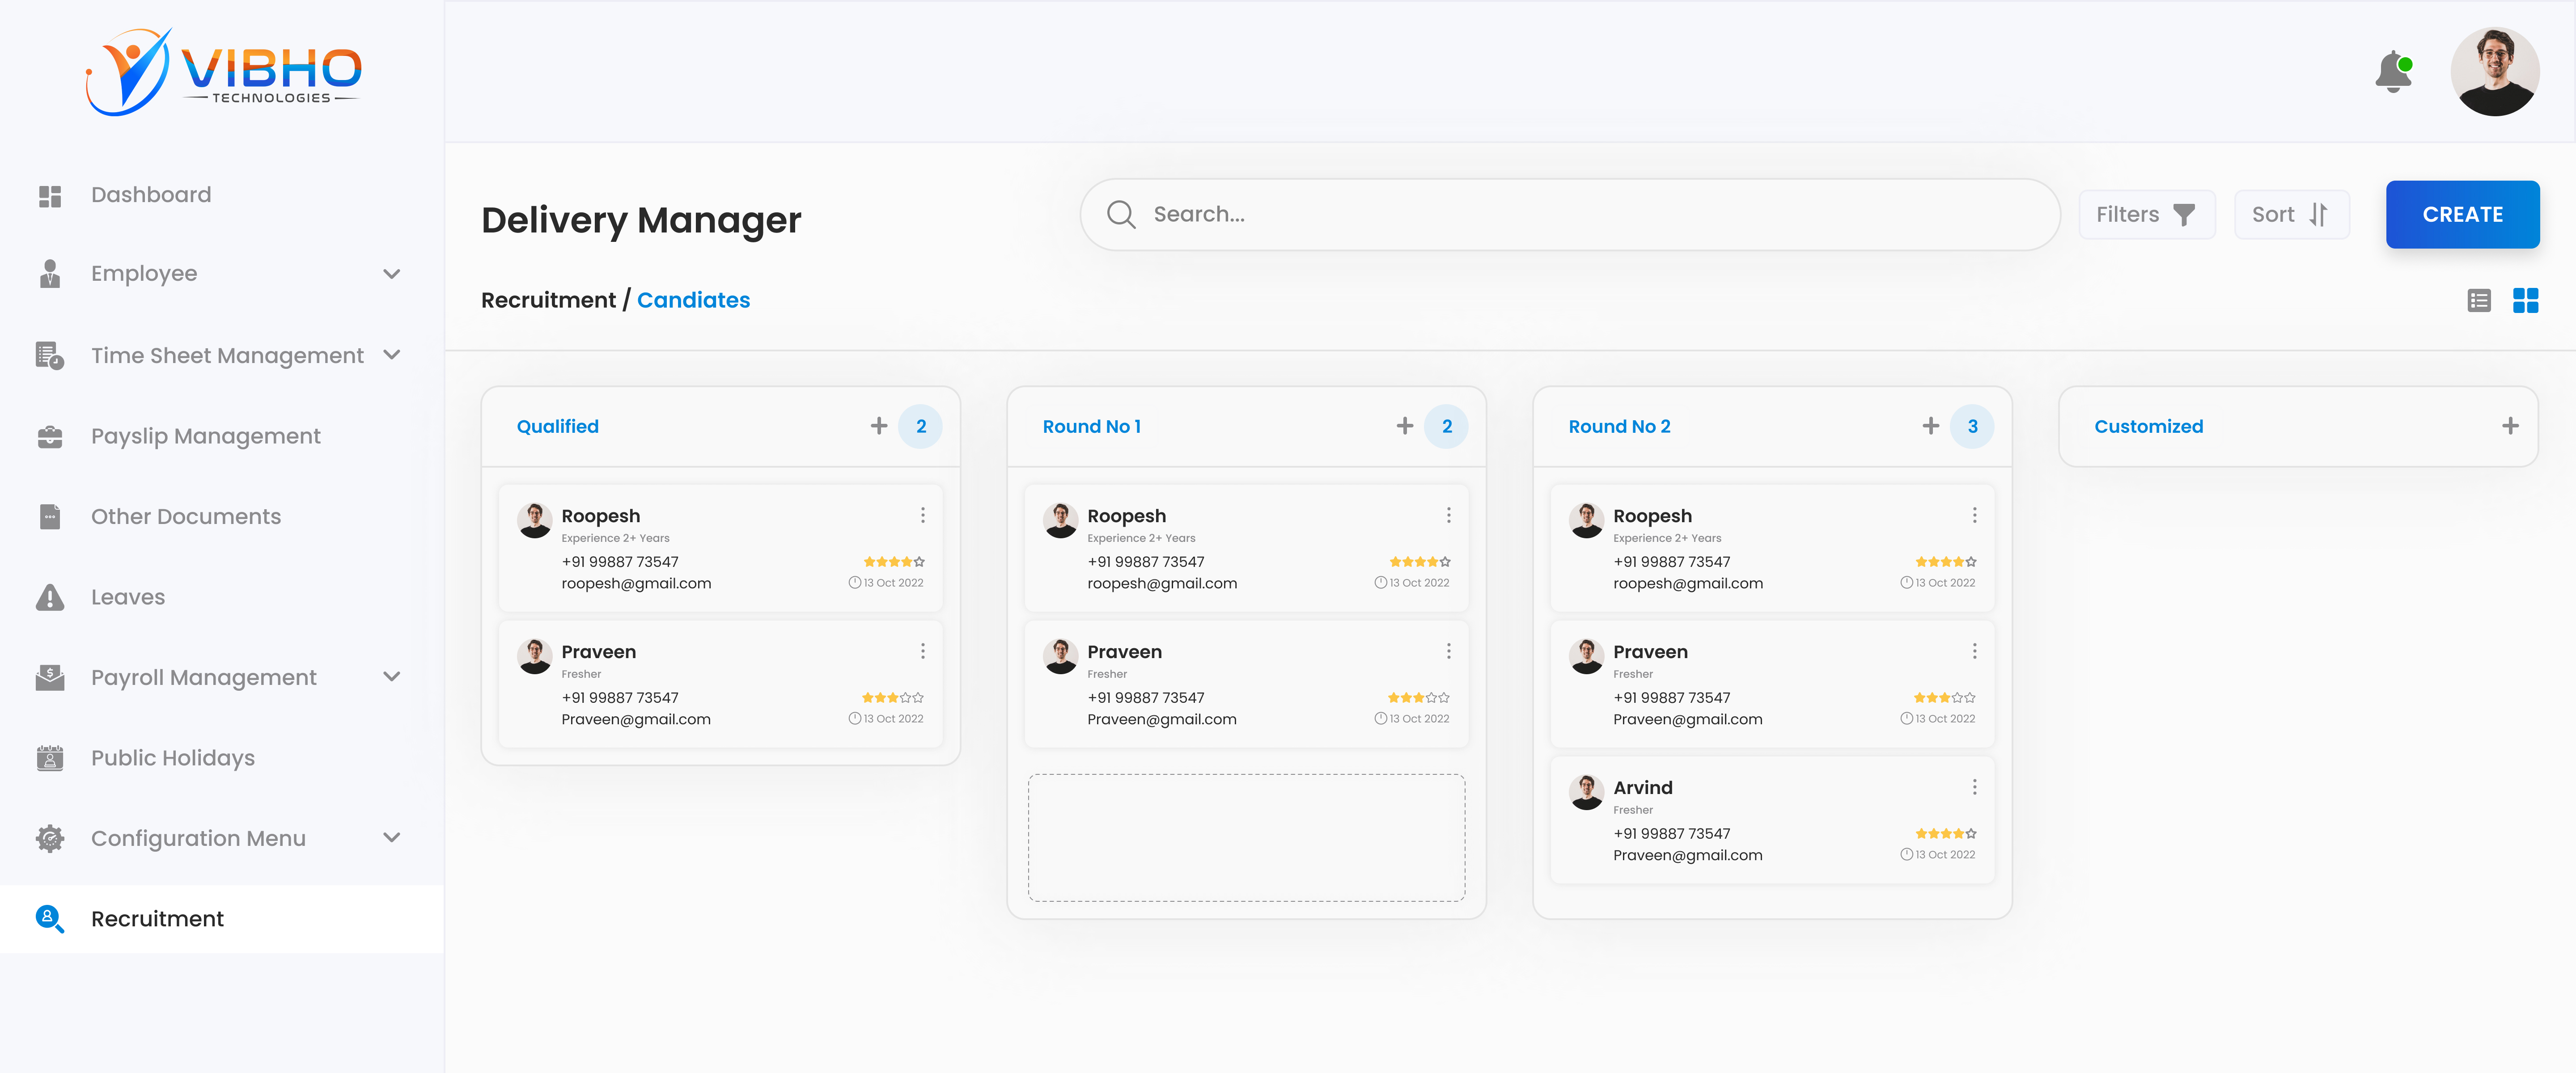 VIBHO
TECHNOLOGIES
Dashboard
Employee
Time Sheet Management
Payslip Management
Other Documents
Leaves
Payroll Management
Public Holidays
Configuration Menu
Recruitment
Delivery Manager
Search...
Filters
Sort
CREATE
Recruitment / Candiates
Qualified
2
Roopesh
Experience 2+ Years
+91 99887 73547
roopesh@gmail.com
13 Oct 2022
Praveen
Fresher
+91 99887 73547
Praveen@gmail.com
13 Oct 2022
Round No 1
2
Roopesh
Experience 2+ Years
+91 99887 73547
roopesh@gmail.com
13 Oct 2022
Praveen
Fresher
+91 99887 73547
Praveen@gmail.com
13 Oct 2022
Round No 2
3
Roopesh
Experience 2+ Years
+91 99887 73547
roopesh@gmail.com
13 Oct 2022
Praveen
Fresher
+91 99887 73547
Praveen@gmail.com
13 Oct 2022
Arvind
Fresher
+91 99887 73547
Praveen@gmail.com
13 Oct 2022
Customized